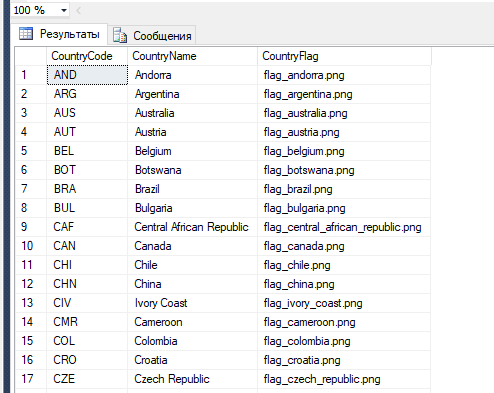 100 %
Результаты Сообщения
CountryCode CountryName CountryFlag
1 AND Andorra flag_andorra.png
2 ARG Argentina flag_argentina.png
3 AUS Australia flag_australia.png
4 AUT Austria flag_austria.png
5 BEL Belgium flag_belgium.png
6 BOT Botswana flag_botswana.png
7 BRA Brazil flag_brazil.png
8 BUL Bulgaria flag_bulgaria.png
9 CAF Central African Republic flag_central_african_republic.png
10 CAN Canada flag_canada.png
11 CHI Chile flag_chile.png
12 CHN China flag_china.png
13 CIV Ivory Coast flag_ivory_coast.png
14 CMR Cameroon flag_cameroon.png
15 COL Colombia flag_colombia.png
16 CRO Croatia flag_croatia.png
17 CZE Czech Republic flag_czech_republic.png